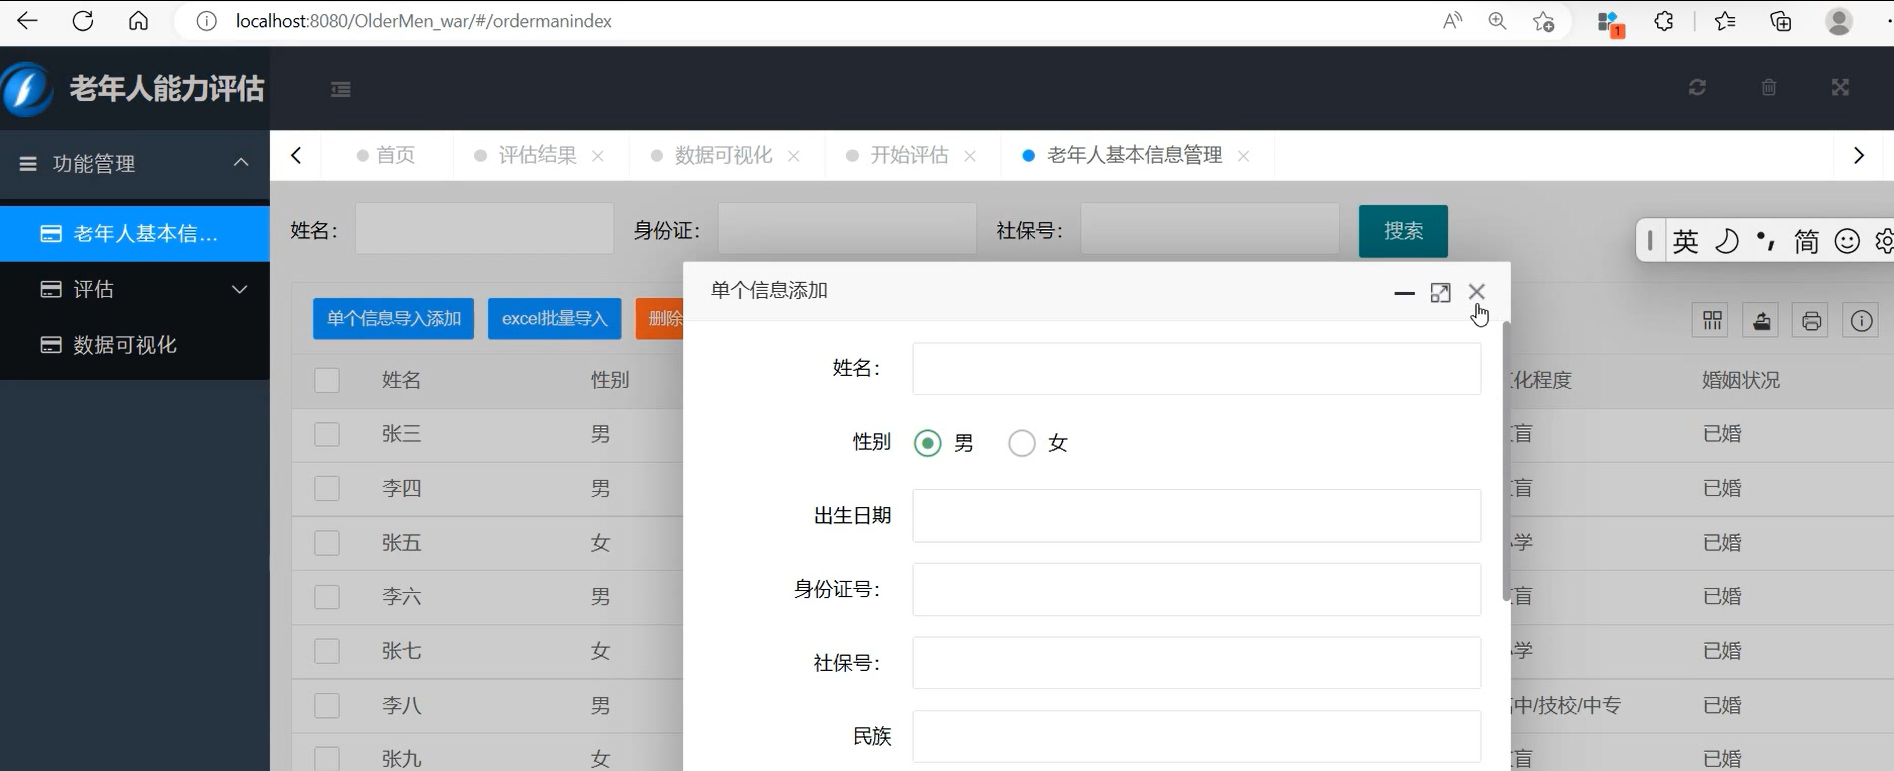 localhost:8080/OlderMen_war/#/ordermanindex
1
老年人能力评估
功能管理
首页 评估结果 数据可视化 开始评估 老年人基本信息管理
老年人基本信...
姓名： 身份证： 社保号： 搜索
英 简
评估
单个信息添加
单个信息导入添加 excel批量导入 删除
数据可视化
姓名：
姓名 性别 化程度 婚姻状况
张三 男 盲 已婚
性别 男 女
李四 男 盲 已婚
出生日期
张五 女 学 已婚
身份证号：
李六 男 盲 已婚
张七 女 学 已婚
社保号：
李八 男 中/技校/中专 已婚
民族
张九 女 盲 已婚